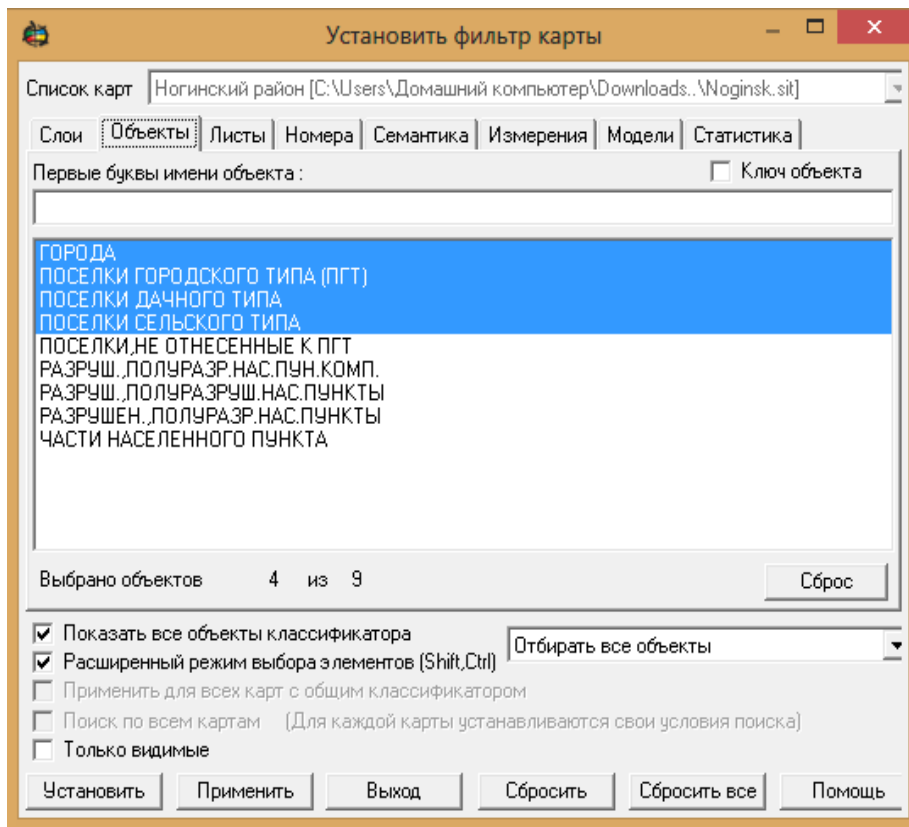 Установить фильтр карты
Список карт Ногинский район [C:\Users\Домашний компьютер\Downloads..\Noginsk.sit]
Слои Объекты Листы Номера Семантика Измерения Модели Статистика
Первые буквы имени объекта : Ключ объекта
ГОРОДА
ПОСЕЛКИ ГОРОДСКОГО ТИПА (ПГТ)
ПОСЕЛКИ ДАЧНОГО ТИПА
ПОСЕЛКИ СЕЛЬСКОГО ТИПА
ПОСЕЛКИ,НЕ ОТНЕСЕННЫЕ К ПГТ
РАЗРУШ.,ПОЛУРАЗР.НАС.ПУН.КОМП.
РАЗРУШ.,ПОЛУРАЗРУШ.НАС.ПУНКТЫ
РАЗРУШЕН.,ПОЛУРАЗР.НАС.ПУНКТЫ
ЧАСТИ НАСЕЛЕННОГО ПУНКТА
Выбрано объектов 4 из 9 Сброс
Показать все объекты классификатора Отбирать все объекты
Расширенный режим выбора элементов (Shift,Ctrl)
Применить для всех карт с общим классификатором
Поиск по всем картам (Для каждой карты устанавливаются свои условия поиска)
Только видимые
Установить Применить Выход Сбросить Сбросить все Помощь